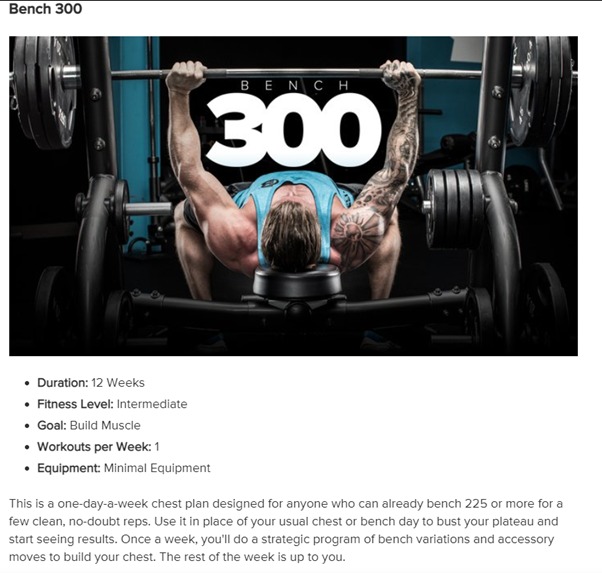 Bench 300
BENCH
300
Duration: 12 Weeks
Fitness Level: Intermediate
Goal: Build Muscle
Workouts per Week: 1
Equipment: Minimal Equipment
This is a one-day-a-week chest plan designed for anyone who can already bench 225 or more for a
few clean, no-doubt reps. Use it in place of your usual chest or bench day to bust your plateau and
start seeing results. Once a week, you'll do a strategic program of bench variations and accessory
moves to build your chest. The rest of the week is up to you.